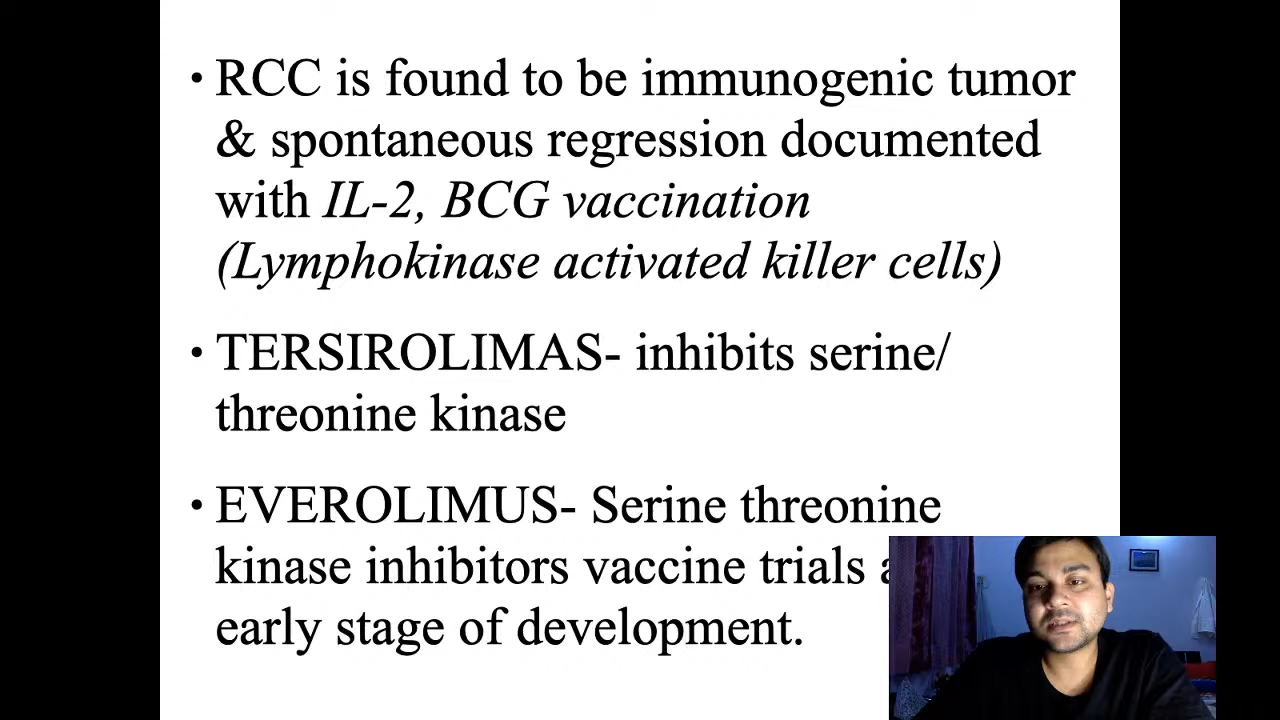 • RCC is found to be immunogenic tumor
& spontaneous regression documented
with IL-2, BCG vaccination
(Lymphokinase activated killer cells)
• TERSIROLIMAS- inhibits serine/
threonine kinase
• EVEROLIMUS- Serine threonine
kinase inhibitors vaccine trials
early stage of development.